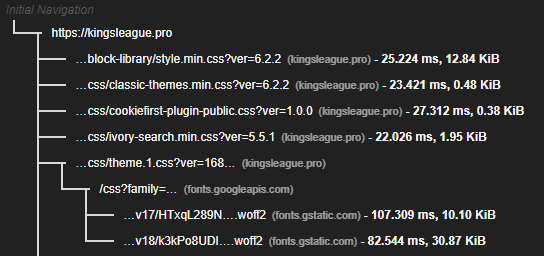 Initial Navigation
https://kingsleague.pro
…block-library/style.min.css?ver=6.2.2 (kingsleague.pro) - 25.224 ms, 12.84 KiB
…css/classic-themes.min.css?ver=6.2.2 (kingsleague.pro) - 23.421 ms, 0.48 KiB
…css/cookiefirst-plugin-public.css?ver=1.0.0 (kingsleague.pro) - 27.312 ms, 0.38 KiB
…css/ivory-search.min.css?ver=5.5.1 (kingsleague.pro) - 22.026 ms, 1.95 KiB
…css/theme.1.css?ver=168… (kingsleague.pro)
/css?family=… (fonts.googleapis.com)
…v17/HTxqL289N….woff2 (fonts.gstatic.com) - 107.309 ms, 10.10 KiB
…v18/k3kPo8UDI….woff2 (fonts.gstatic.com) - 82.544 ms, 30.87 KiB